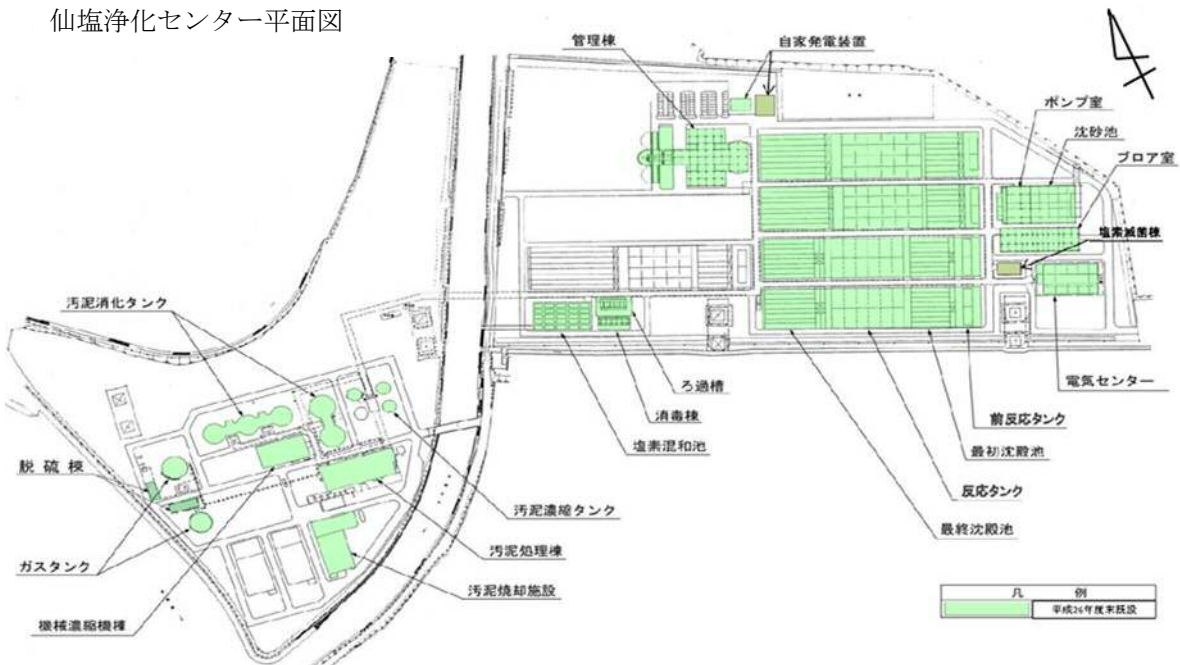 仙塩浄化センター平面図
管理棟
自家発電装置
ポンプ室
沈砂池
ブロア室
塩素滅菌棟
汚泥消化タンク
ろ過槽
電気センター
消毒棟
前反応タンク
塩素混和池
最初沈殿池
脱硫棟
反応タンク
汚泥濃縮タンク
最終沈殿池
汚泥処理棟
ガスタンク
汚泥焼却施設
機械濃縮機棟
凡 例
平成26年度末既設